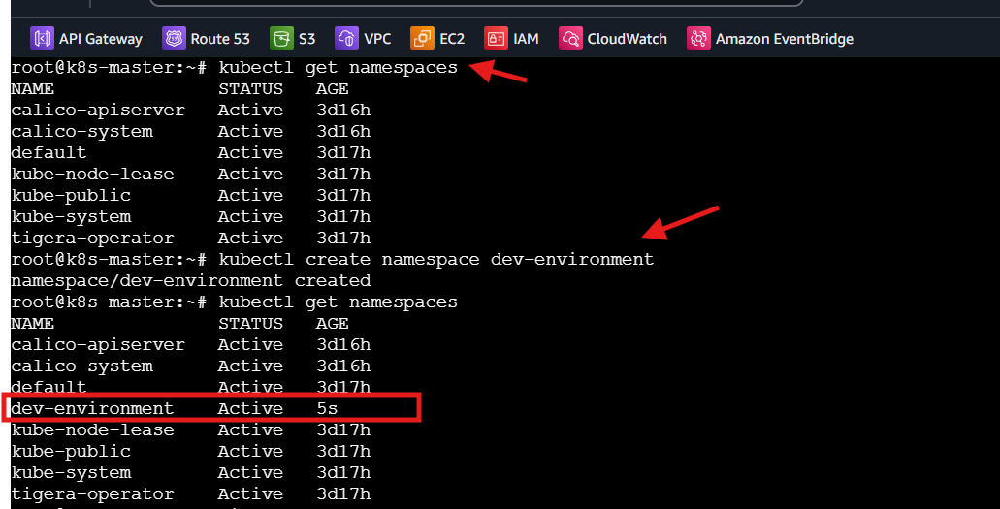 API Gateway Route 53 S3 VPC EC2 IAM CloudWatch Amazon EventBridge
root@k8s-master:~# kubectl get namespaces
NAME STATUS AGE
calico-apiserver Active 3d16h
calico-system Active 3d16h
default Active 3d17h
kube-node-lease Active 3d17h
kube-public Active 3d17h
kube-system Active 3d17h
tigera-operator Active 3d17h
root@k8s-master:~# kubectl create namespace dev-environment
namespace/dev-environment created
root@k8s-master:~# kubectl get namespaces
NAME STATUS AGE
calico-apiserver Active 3d16h
calico-system Active 3d16h
default Active 3d17h
dev-environment Active 5s
kube-node-lease Active 3d17h
kube-public Active 3d17h
kube-system Active 3d17h
tigera-operator Active 3d17h